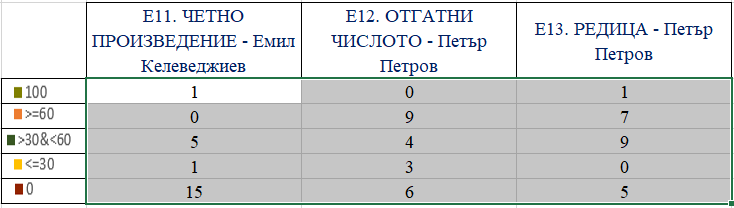 Е11. ЧЕТНО
ПРОИЗВЕДЕНИЕ - Емил
Келеведжиев
Е12. ОТГАТНИ
ЧИСЛОТО - Петър
Петров
Е13. РЕДИЦА - Петър
Петров
100 1 0 1
>=60 0 9 7
>30&<60 5 4 9
<=30 1 3 0
0 15 6 5